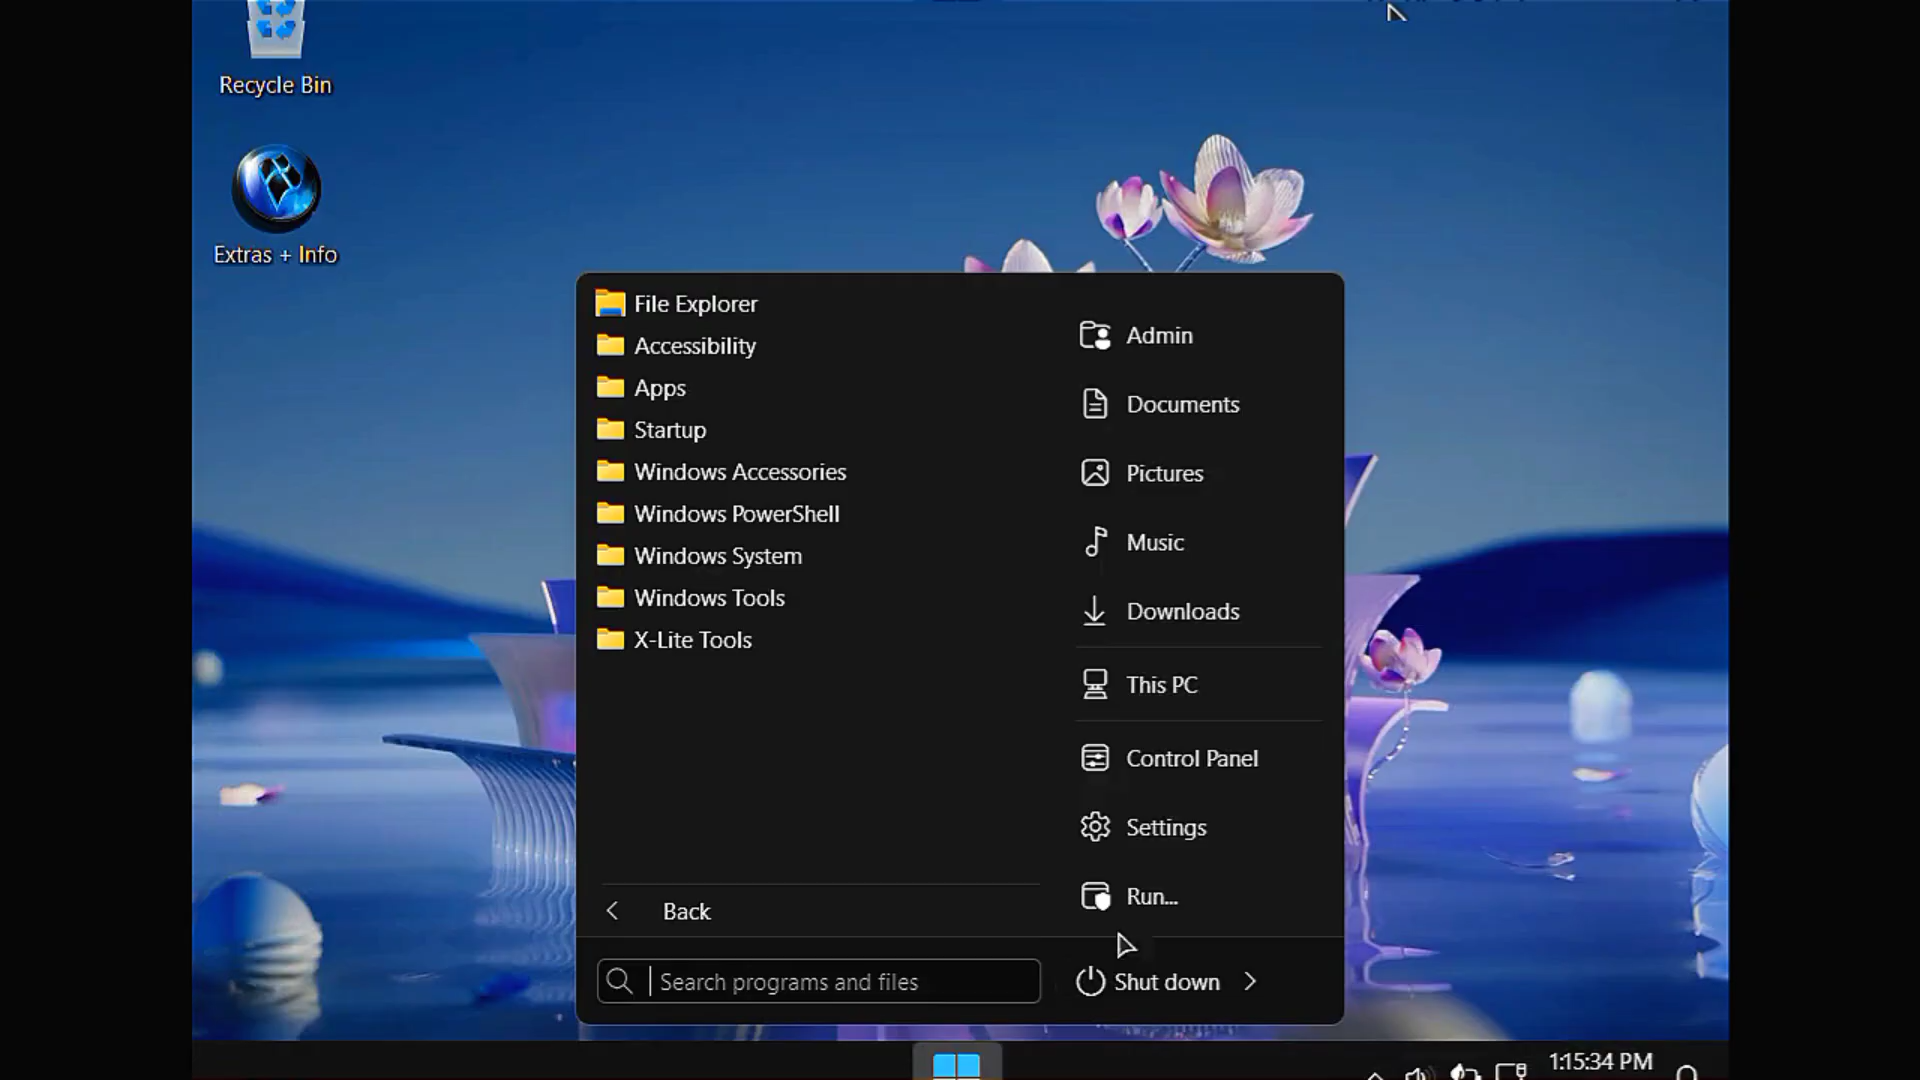 Recycle Bin
Extras + Info
File Explorer
Accessibility
Apps
Startup
Windows Accessories
Windows PowerShell
Windows System
Windows Tools
X-Lite Tools
Back
Search programs and files
Admin
Documents
Pictures
Music
Downloads
This PC
Control Panel
Settings
Run...
Shut down
1:15:34 PM